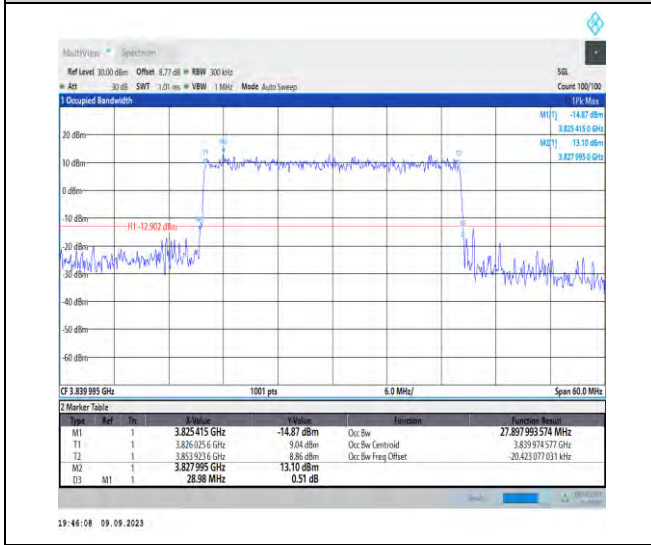 MultiView Spectrum
Ref Level 30.00 dBm Offset 8.77 dB RBW 300 kHz SGL
Att 30 dB SWT 1.01 ms VBW 1 MHz Mode Auto Sweep Count 100/100
1 Occupied Bandwidth 1Pk Max
M1[1] -14.87 dBm
3.825 415 0 GHz
M2[1] 13.10 dBm
3.827 995 0 GHz
20 dBm
10 dBm
0 dBm
-10 dBm
H1 -12.902 dBm
-20 dBm
-30 dBm
-40 dBm
-50 dBm
-60 dBm
T1
M2
T2
CF 3.839 995 GHz 1001 pts 6.0 MHz/ Span 60.0 MHz
2 Marker Table
Type Ref Trc X-Value Y-Value Function Function Result
M1 1 3.825 415 GHz -14.87 dBm Occ Bw 27.897 993 574 MHz
T1 1 3.826 025 6 GHz 9.04 dBm Occ Bw Centroid 3.839 974 577 GHz
T2 1 3.853 923 6 GHz 8.86 dBm Occ Bw Freq Offset -20.423 077 031 kHz
M2 1 3.827 995 GHz 13.10 dBm
D3 M1 1 28.98 MHz 0.51 dB
19:46:08 09.09.2023